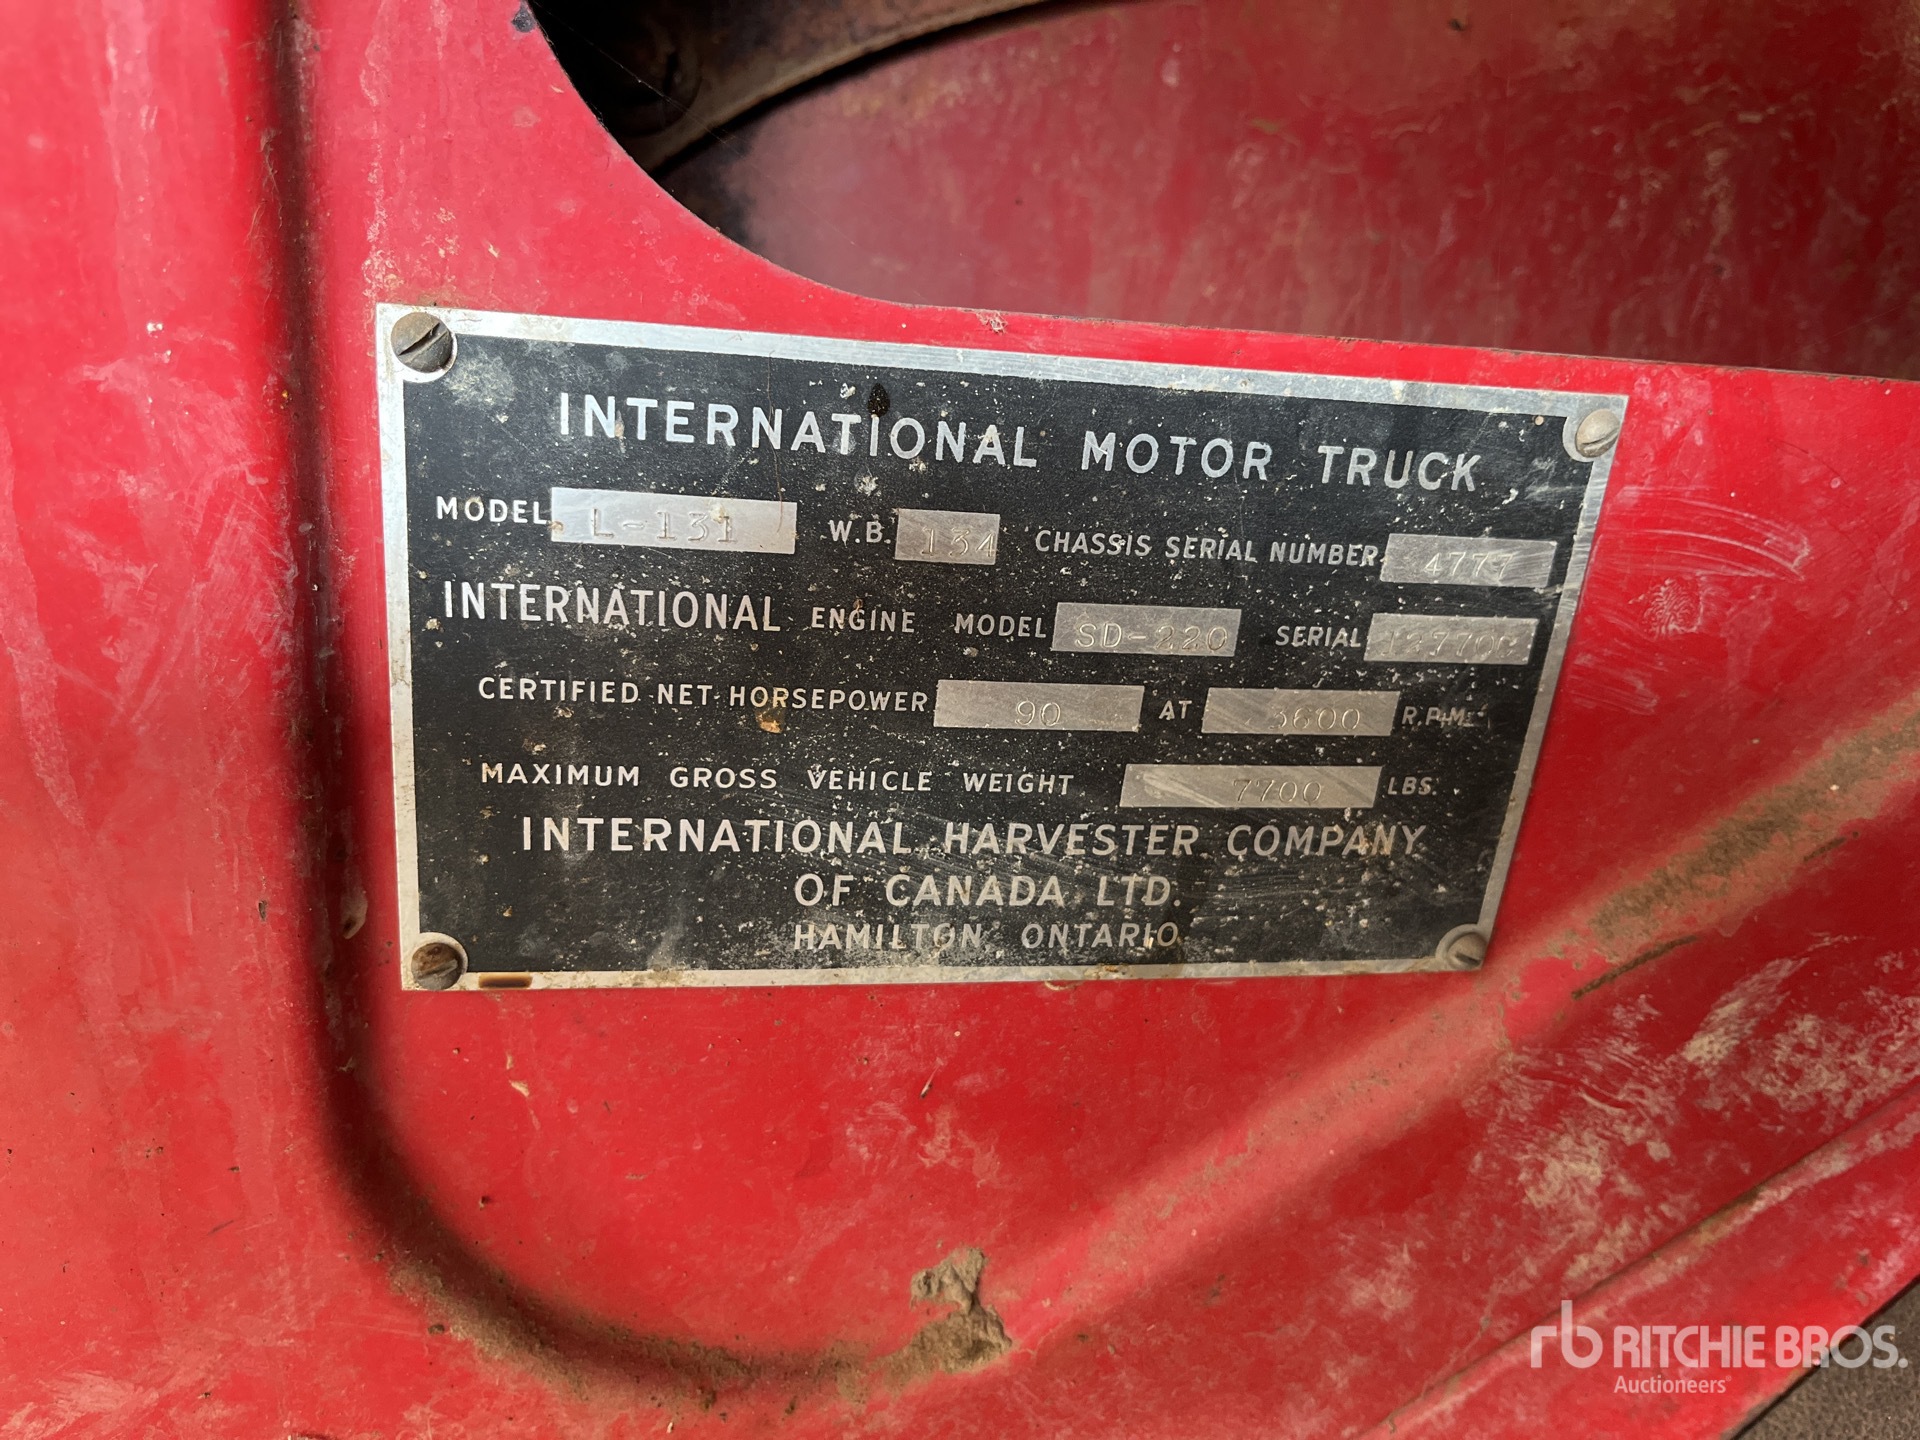 INTERNATIONAL MOTOR TRUCK
MODEL L-131 W.B. 134 CHASSIS SERIAL NUMBER 4777
INTERNATIONAL ENGINE MODEL SD-220 SERIAL
CERTIFIED NET HORSEPOWER 90 AT 3600 R.P.M.
MAXIMUM GROSS VEHICLE WEIGHT 7700 LBS.
INTERNATIONAL HARVESTER COMPANY
OF CANADA LTD.
HAMILTON, ONTARIO
rb RITCHIE BROS.
Auctioneers